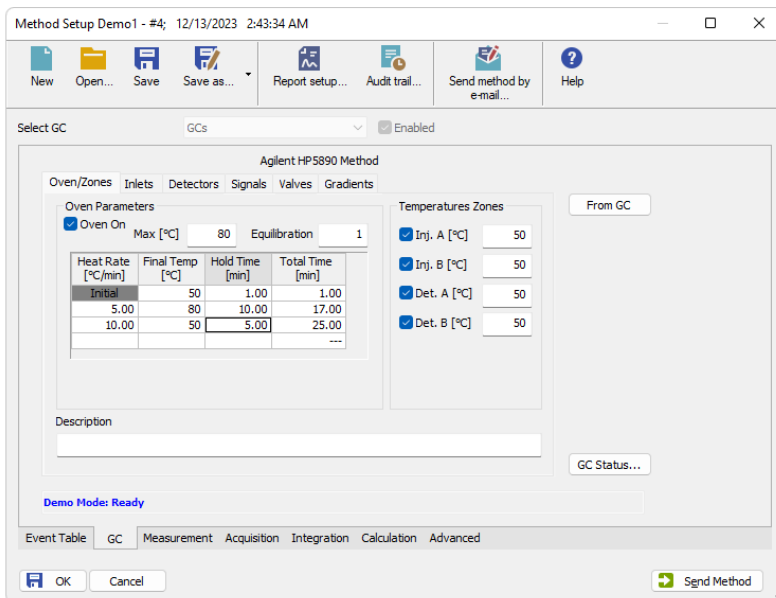 Method Setup Demo1 - #4; 12/13/2023 2:43:34 AM
New Open... Save Save as... Report setup... Audit trail... Send method by e-mail... Help
Select GC GCs Enabled
Agilent HP5890 Method
Oven/Zones Inlets Detectors Signals Valves Gradients
Oven Parameters
Oven On Max [°C] 80 Equilibration 1
Heat Rate [°C/min] Final Temp [°C] Hold Time [min] Total Time [min]
Initial 50 1.00 1.00
5.00 80 10.00 17.00
10.00 50 5.00 25.00
---
Temperatures Zones
Inj. A [°C] 50
Inj. B [°C] 50
Det. A [°C] 50
Det. B [°C] 50
From GC
Description
GC Status...
Demo Mode: Ready
Event Table GC Measurement Acquisition Integration Calculation Advanced
OK Cancel Send Method